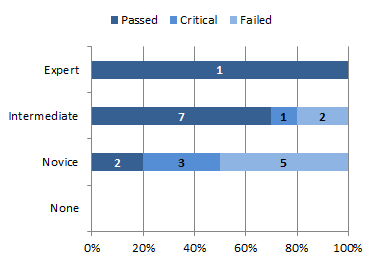 Passed Critical Failed
Expert 1
Intermediate 7 1 2
Novice 2 3 5
None
0% 20% 40% 60% 80% 100%